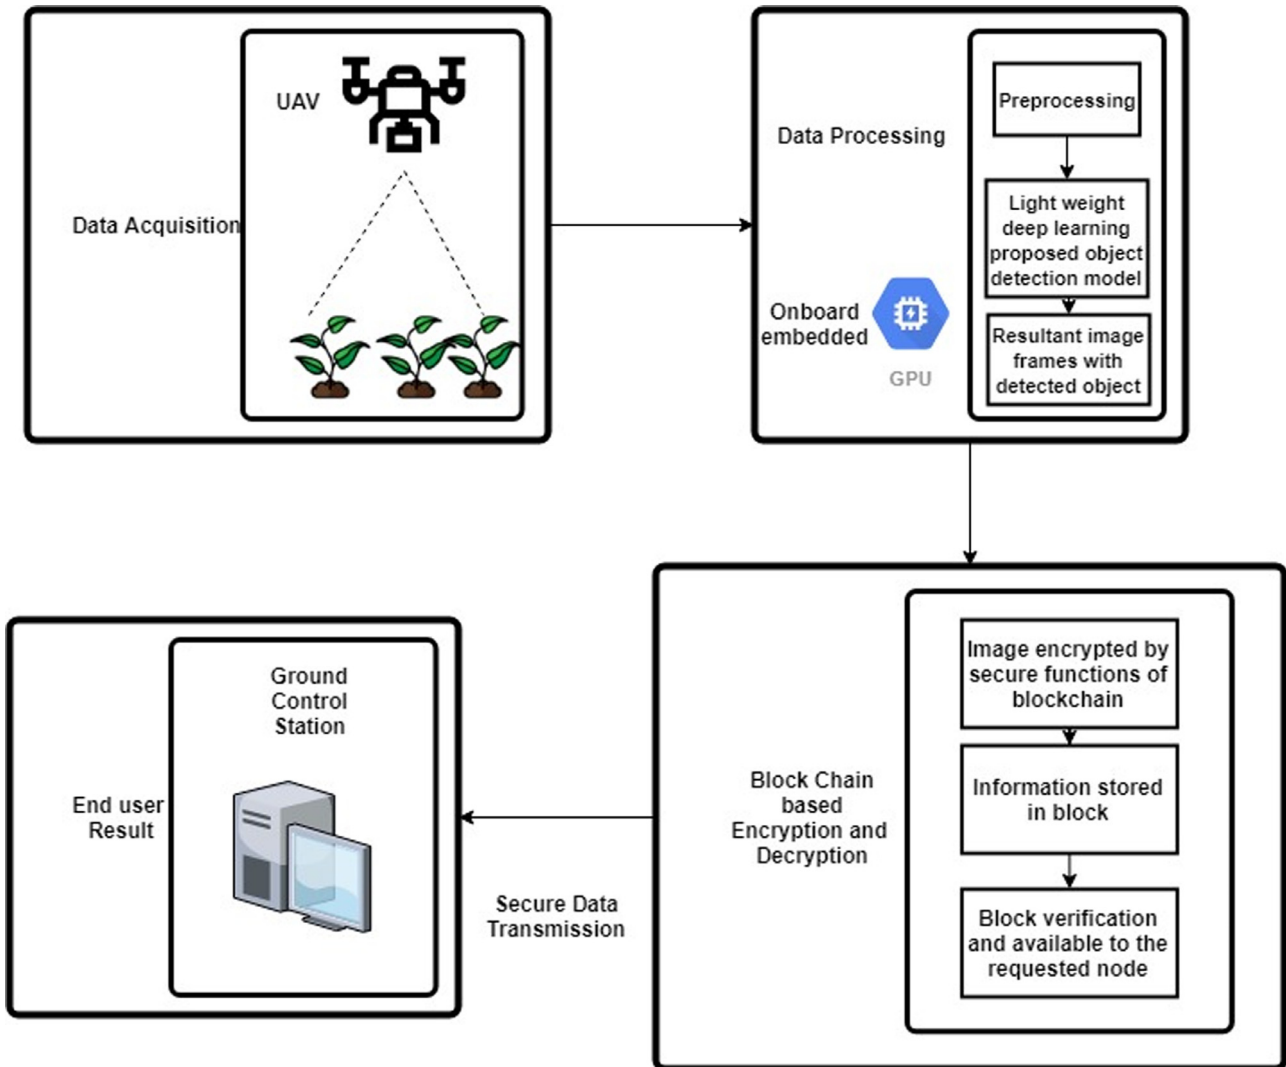 UAV
Data Acquisition
Data Processing
Onboard
embedded
GPU
Preprocessing
Light weight
deep learning
proposed object
detection model
Resultant image
frames with
detected object
Block Chain
based
Encryption and
Decryption
Image encrypted by
secure functions of
blockchain
Information stored
in block
Block verification
and available to the
requested node
Secure Data
Transmission
End user
Result
Ground
Control
Station